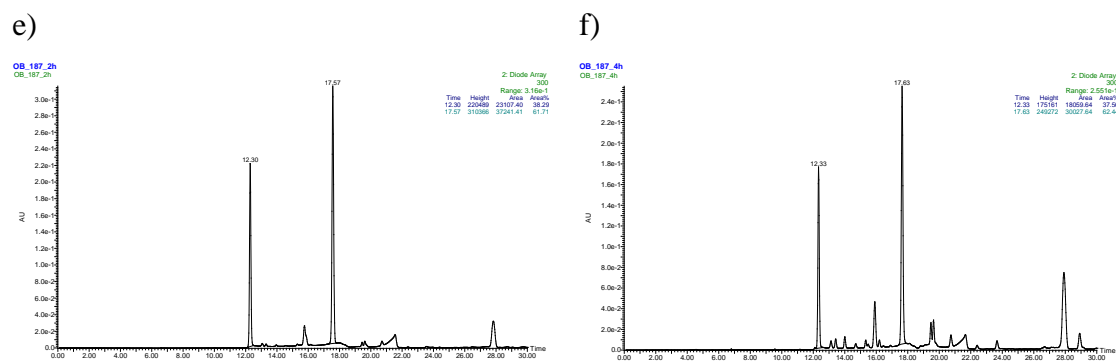 e)
OB_187_2h
OB_187_2h
2: Diode Array
300
Range: 3.16e-1
Time Height Area Area%
12.30 220489 23107.40 38.29
17.57 310366 37241.41 61.71
17.57
12.30
AU
3.0e-1
2.8e-1
2.6e-1
2.4e-1
2.2e-1
2.0e-1
1.8e-1
1.6e-1
1.4e-1
1.2e-1
1.0e-1
8.0e-2
6.0e-2
4.0e-2
2.0e-2
0.0
0.00 2.00 4.00 6.00 8.00 10.00 12.00 14.00 16.00 18.00 20.00 22.00 24.00 26.00 28.00 30.00
Time
f)
OB_187_4h
OB_187_4h
2: Diode Array
300
Range: 2.551e-1
Time Height Area Area%
12.33 175161 18059.64 37.56
17.63 249272 30027.64 62.44
17.63
12.33
AU
2.4e-1
2.2e-1
2.0e-1
1.8e-1
1.6e-1
1.4e-1
1.2e-1
1.0e-1
8.0e-2
6.0e-2
4.0e-2
2.0e-2
0.0
0.00 2.00 4.00 6.00 8.00 10.00 12.00 14.00 16.00 18.00 20.00 22.00 24.00 26.00 28.00 30.00
Time